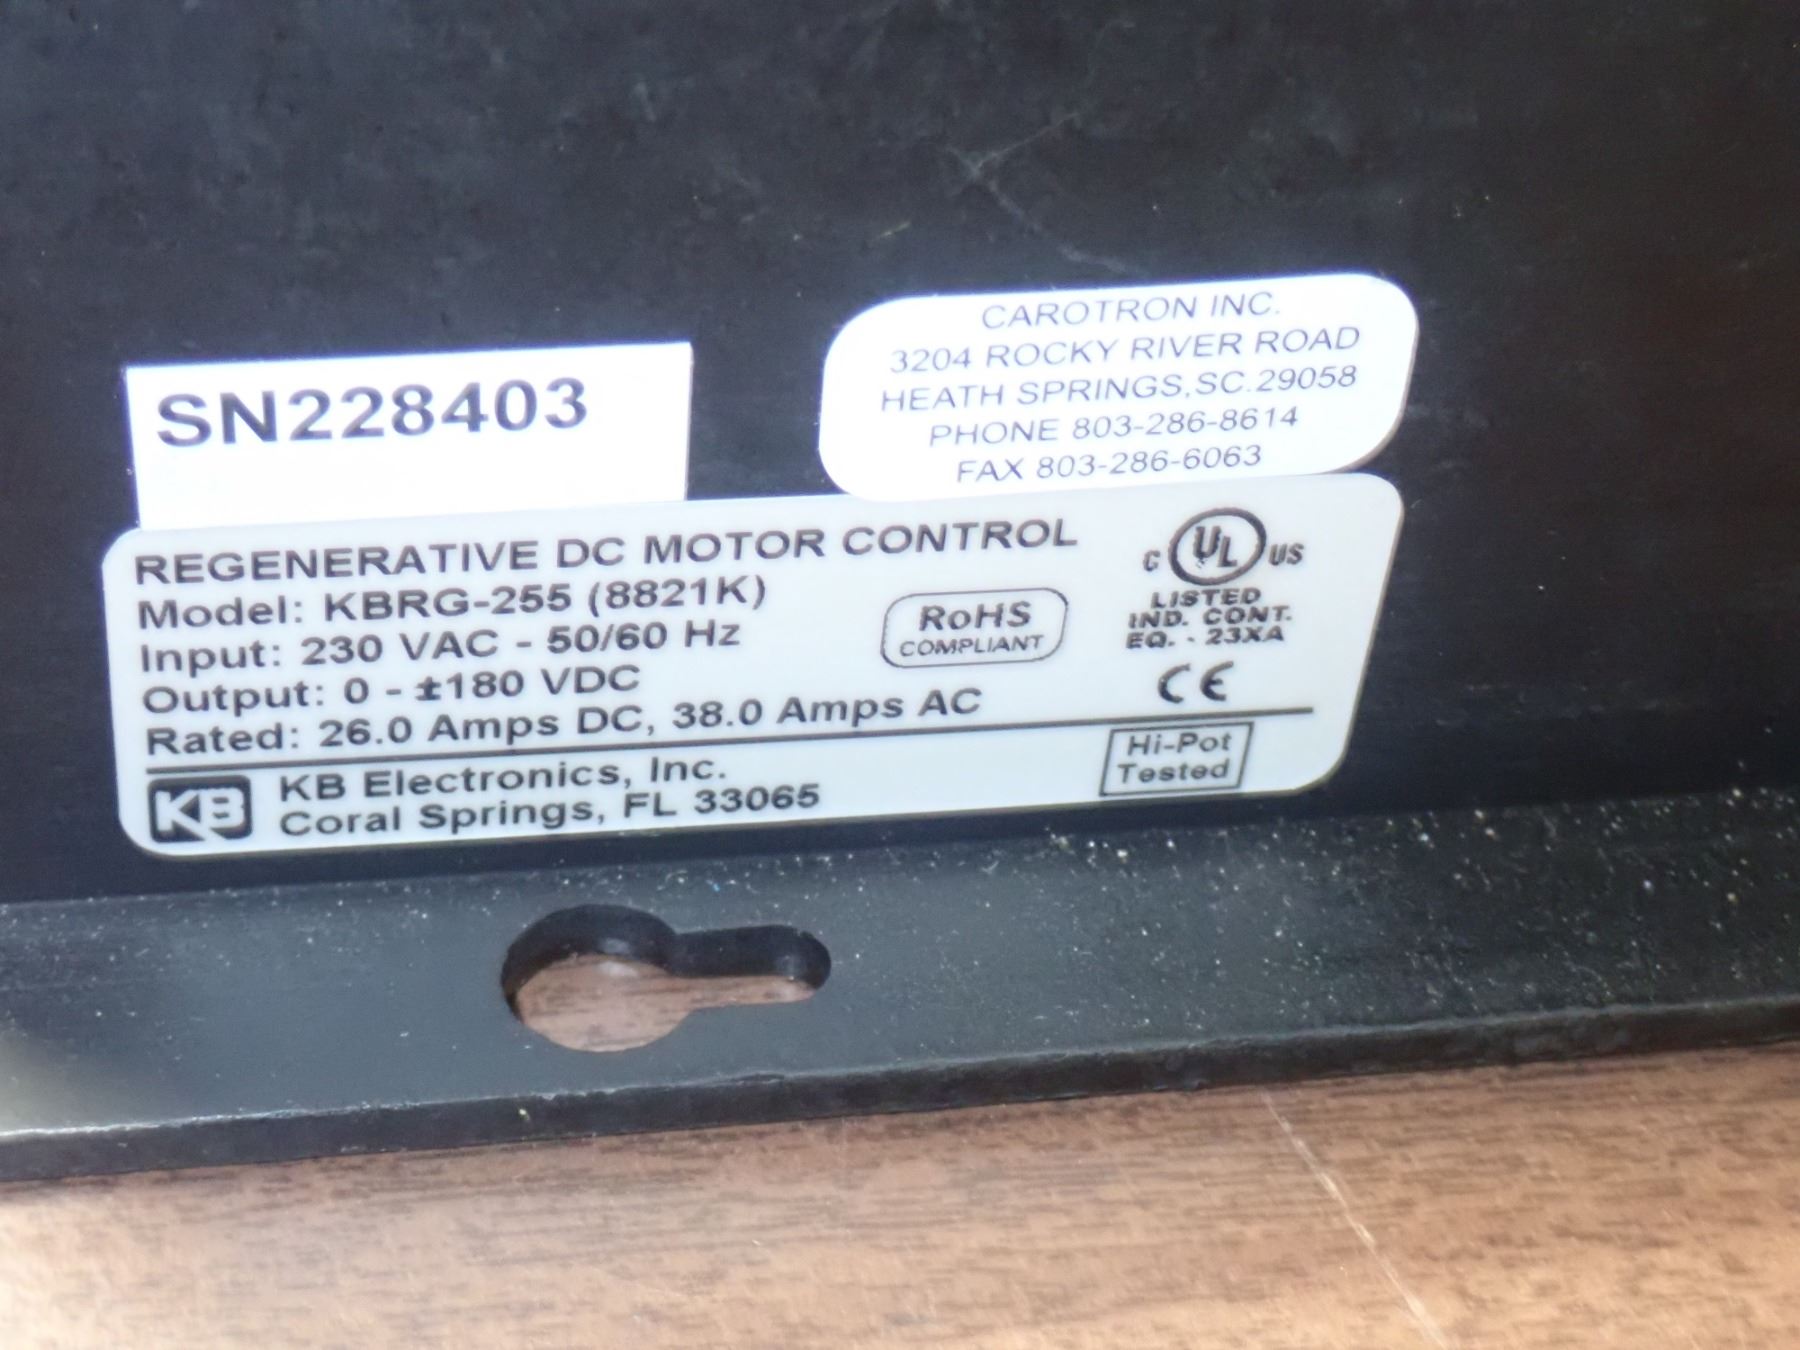 SN228403
CAROTRON INC.
3204 ROCKY RIVER ROAD
HEATH SPRINGS,SC.29058
PHONE 803-286-8614
FAX 803-286-6063
REGENERATIVE DC MOTOR CONTROL
Model: KBRG-255 (8821K)
Input: 230 VAC - 50/60 Hz
Output: 0 - ±180 VDC
Rated: 26.0 Amps DC, 38.0 Amps AC
RoHS
COMPLIANT
C UL US
LISTED
IND. CONT.
EQ. - 23XA
CE
KB
KB Electronics, Inc.
Coral Springs, FL 33065
Hi-Pot
Tested